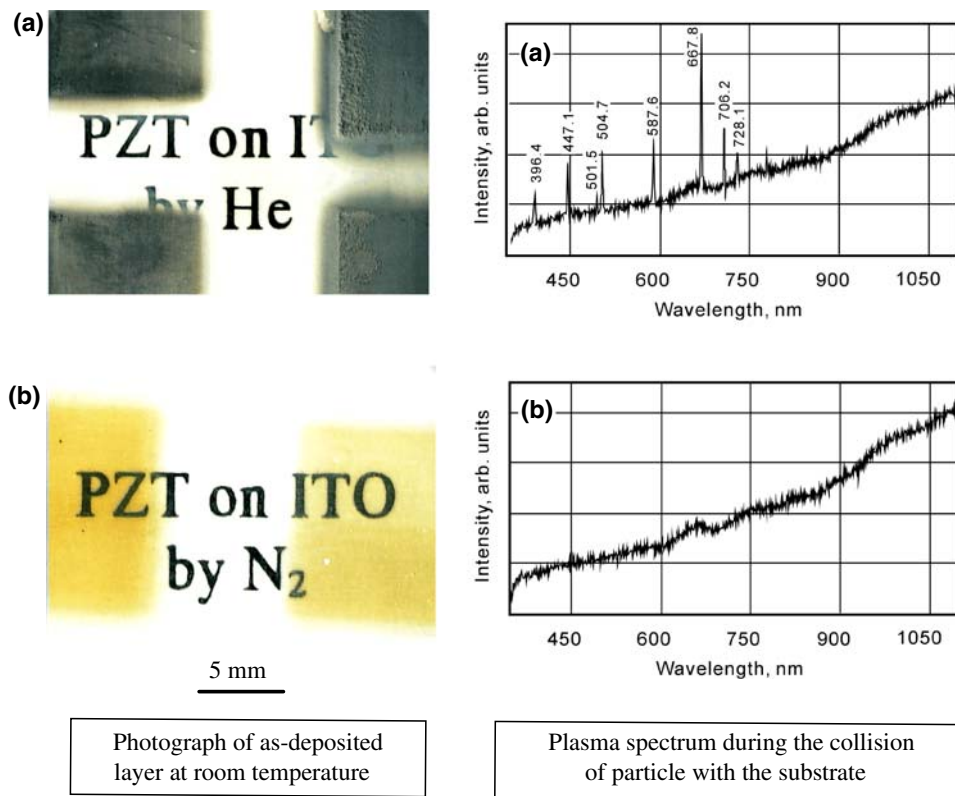 (a)
PZT on ITO
by He
(a)
Intensity, arb. units
396.4
447.1
501.5
504.7
587.6
667.8
706.2
728.1
450 600 750 900 1050
Wavelength, nm
(b)
PZT on ITO
by N₂
5 mm
(b)
Intensity, arb. units
450 600 750 900 1050
Wavelength, nm
Photograph of as-deposited
layer at room temperature
Plasma spectrum during the collision
of particle with the substrate